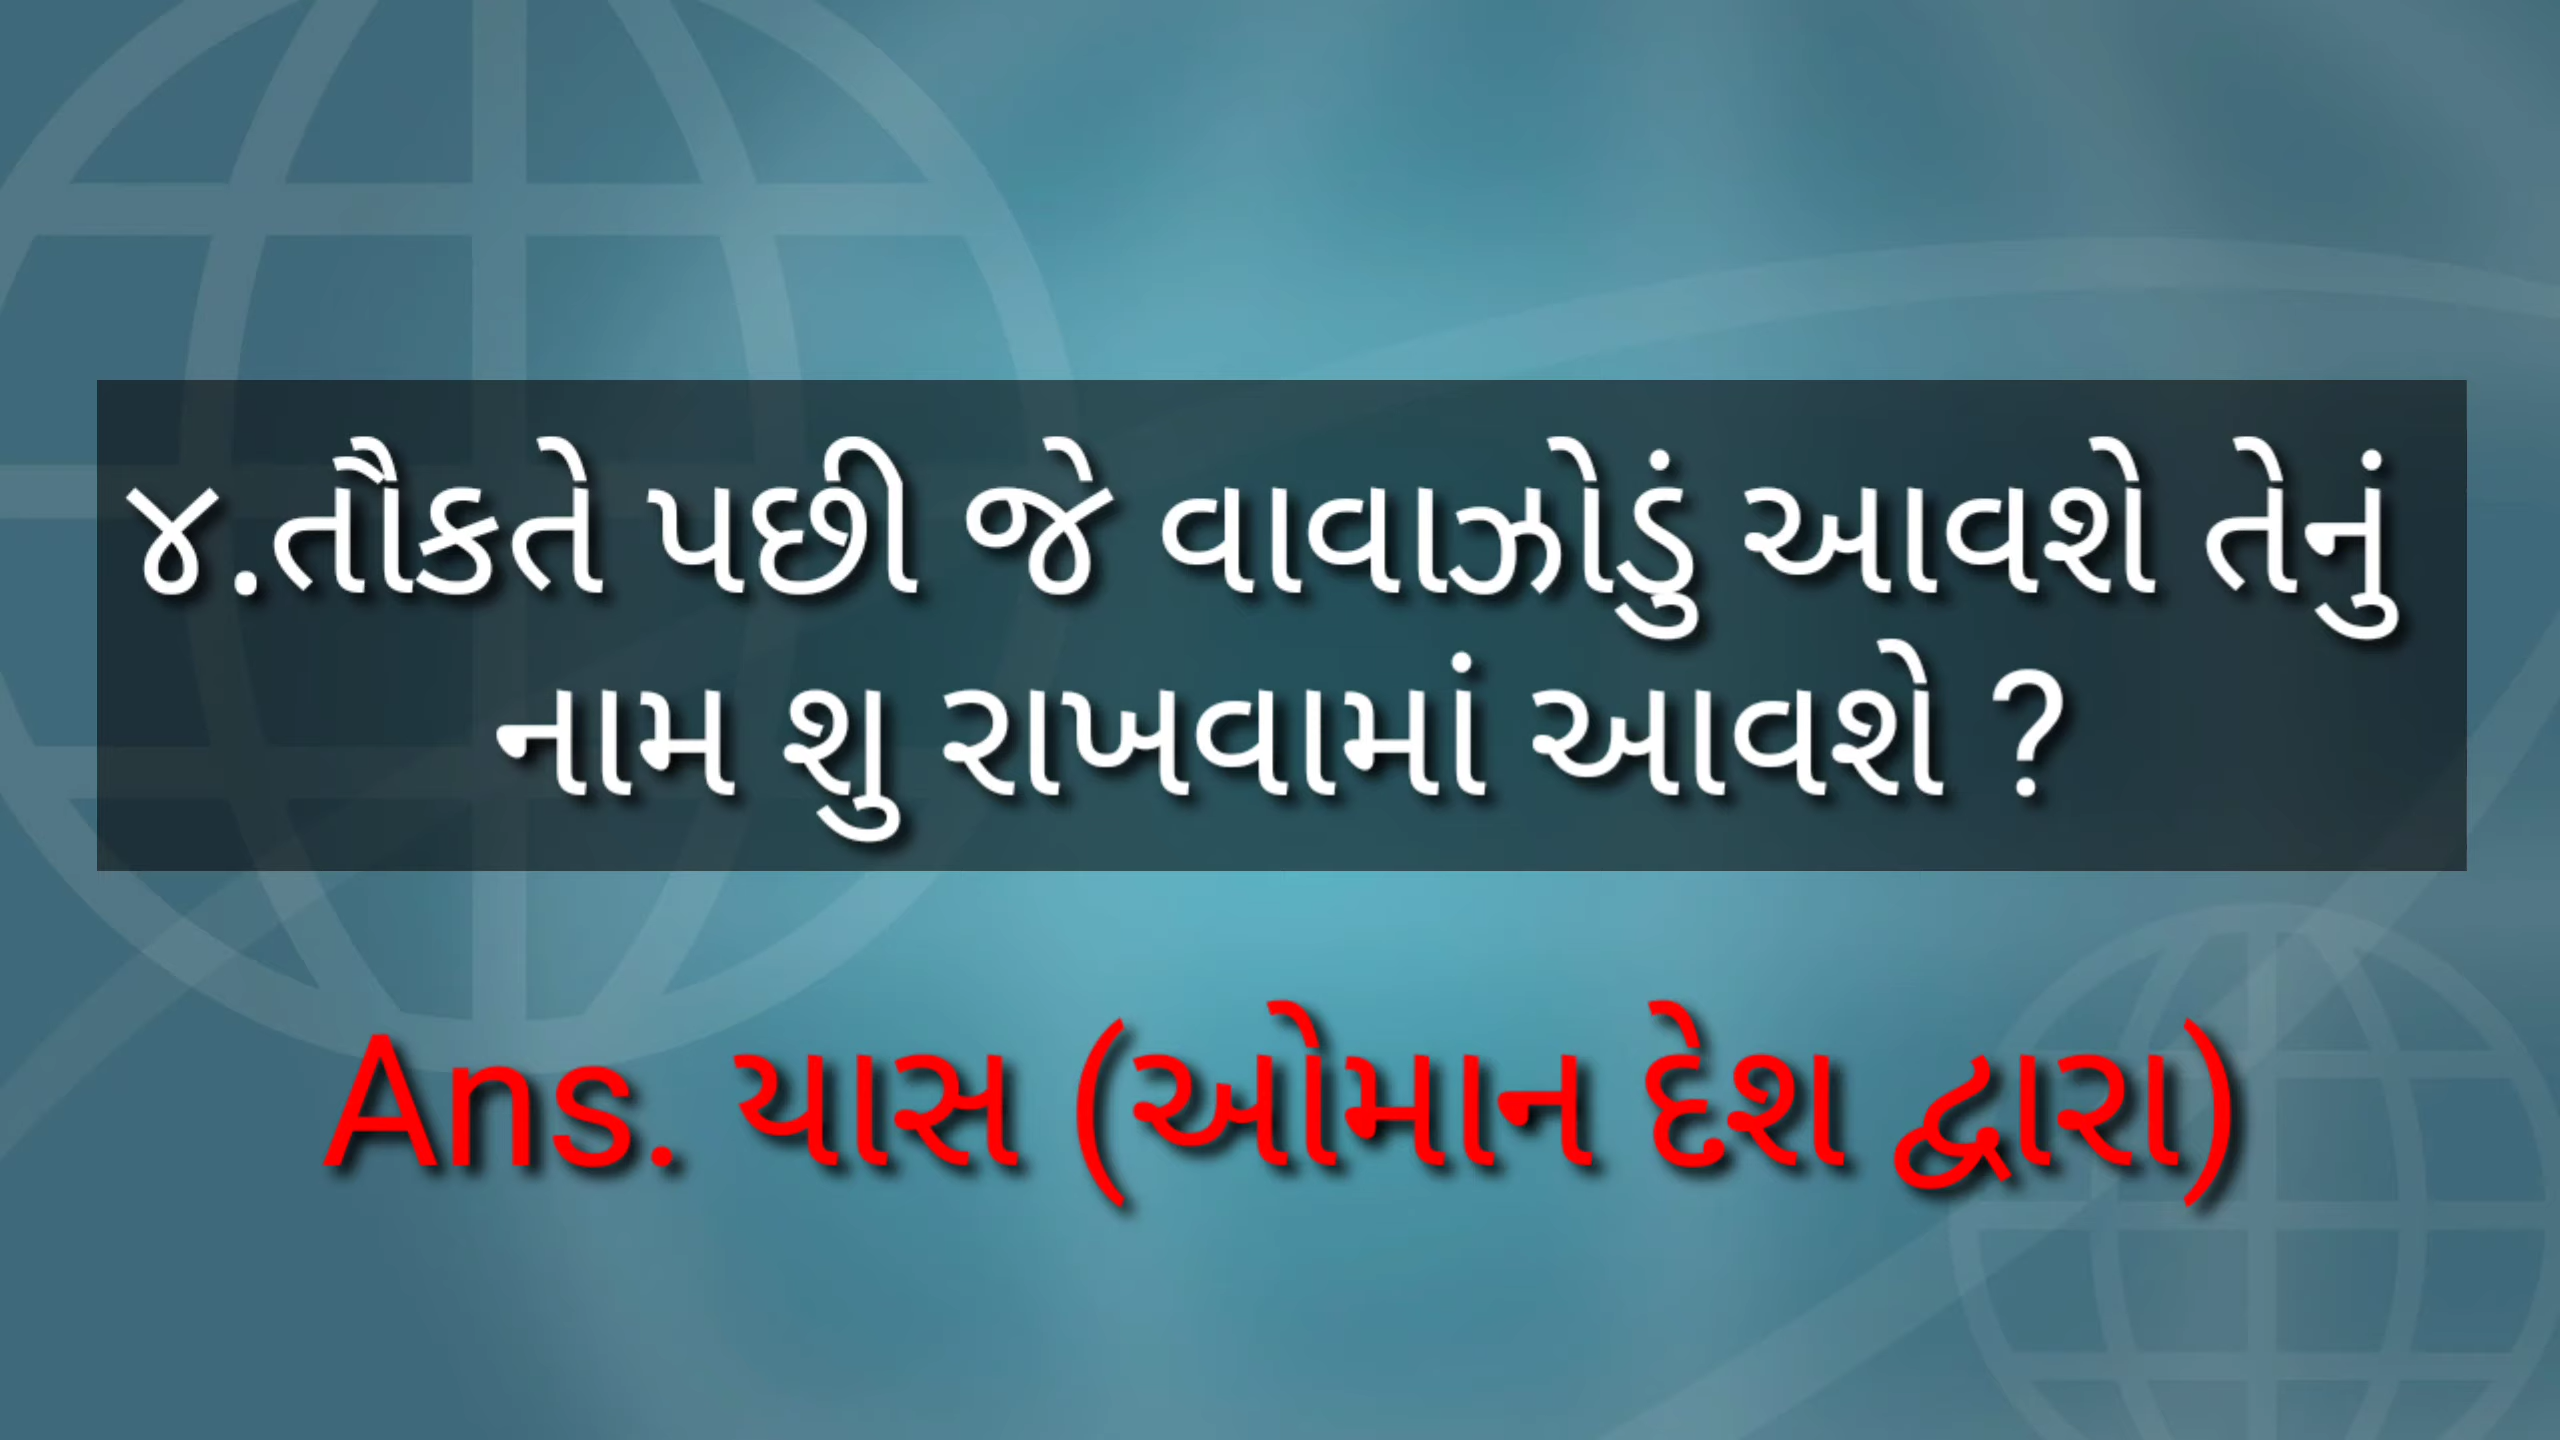 ૪.તૌકતે પછી જે વાવાઝોડું આવશે તેનું
નામ શુ રાખવામાં આવશે ?
Ans. યાસ (ઓમાન દેશ દ્વારા)